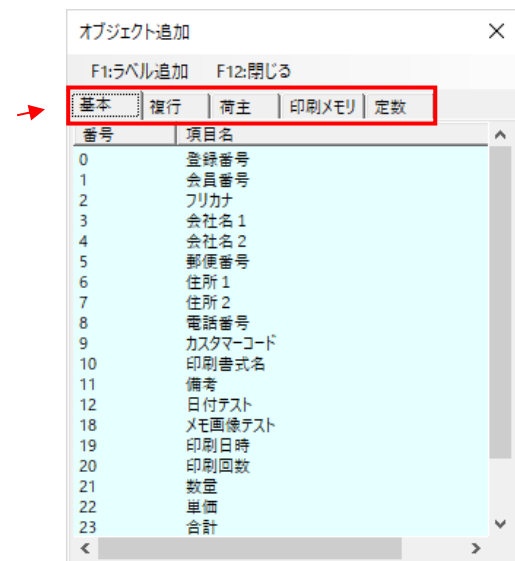 オブジェクト追加
F1:ラベル追加 F12:閉じる
基本 複行 荷主 印刷メモリ 定数
番号 項目名
0 登録番号
1 会員番号
2 フリカナ
3 会社名1
4 会社名2
5 郵便番号
6 住所1
7 住所2
8 電話番号
9 カスタマーコード
10 印刷書式名
11 備考
12 日付テスト
18 メモ画像テスト
19 印刷日時
20 印刷回数
21 数量
22 単価
23 合計